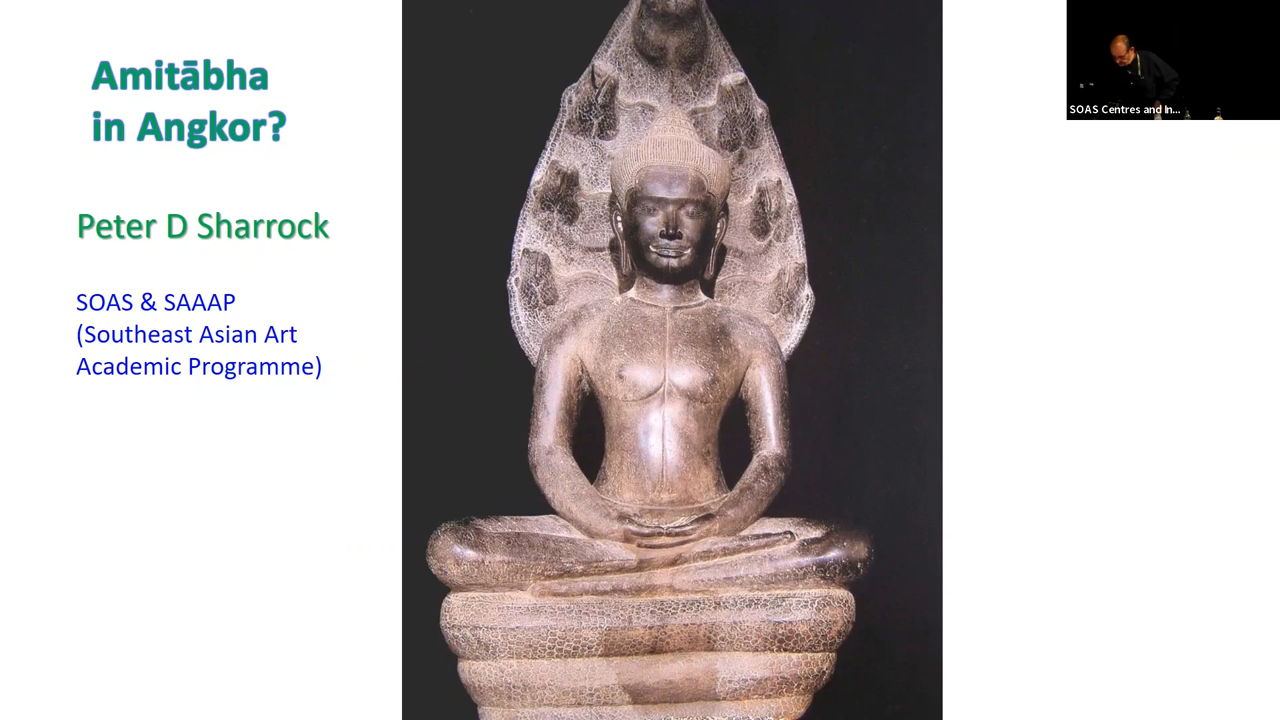 Amitābha
in Angkor?
Peter D Sharrock
SOAS & SAAAP
(Southeast Asian Art
Academic Programme)
SOAS Centres and In...